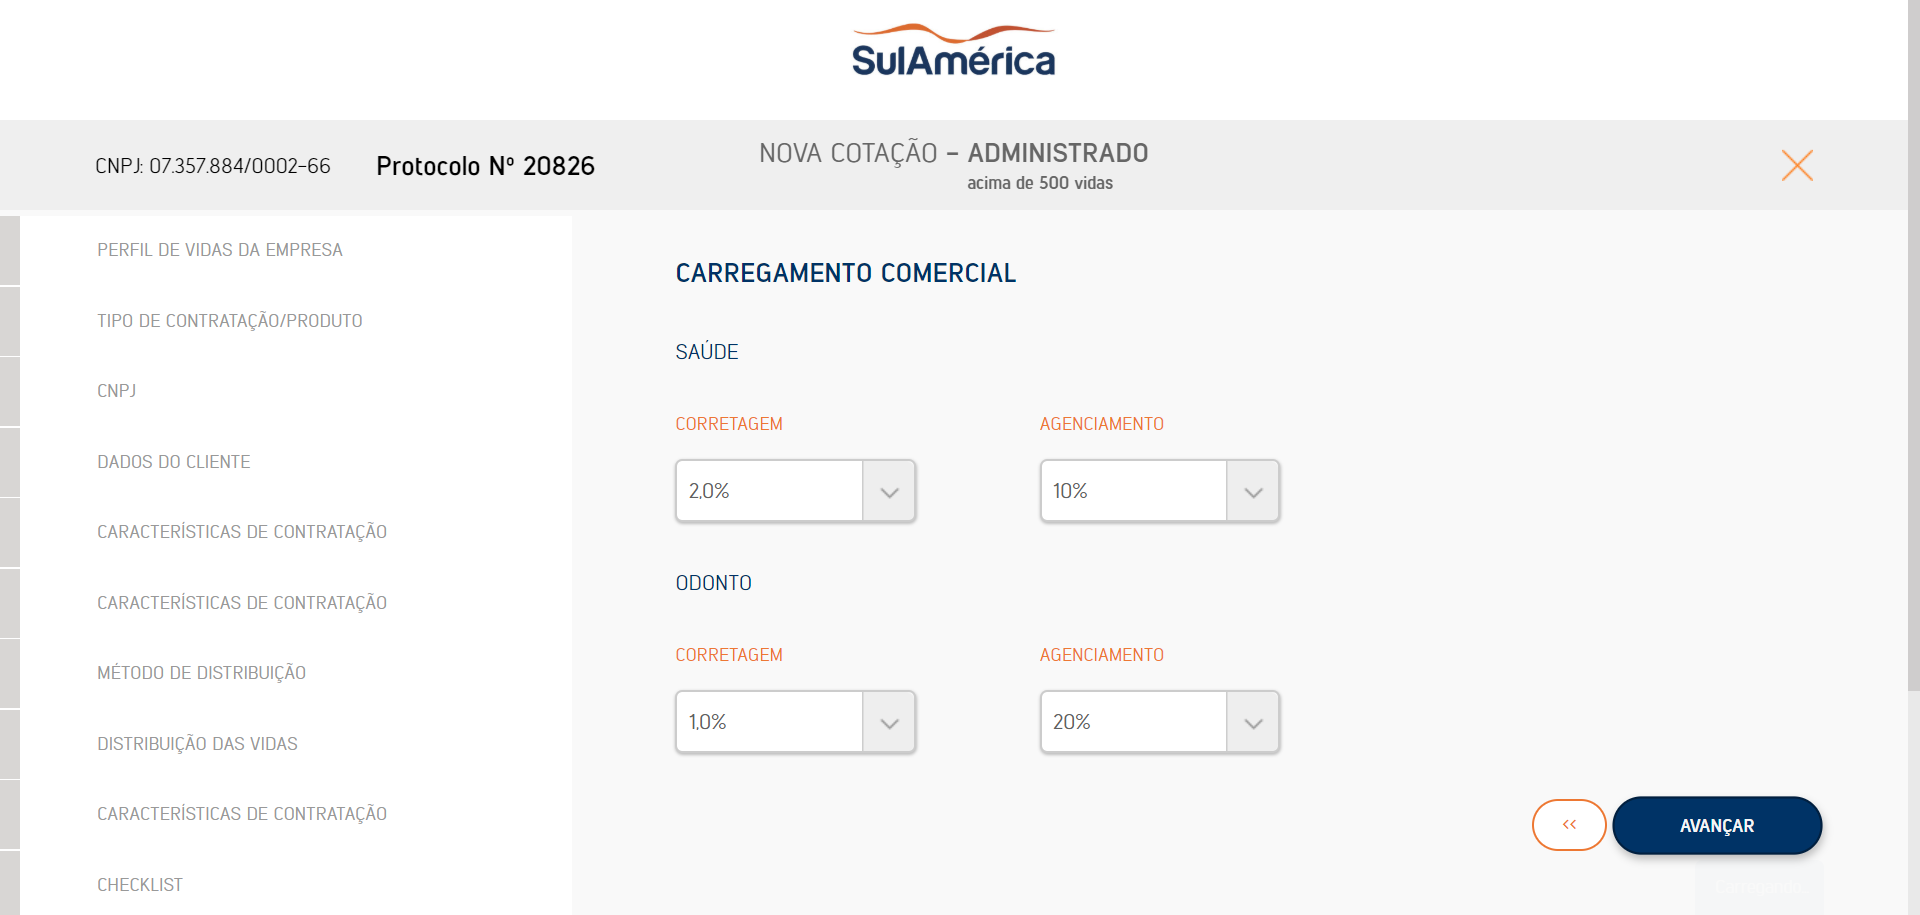 SulAmérica
CNPJ: 07.357.884/0002-66
Protocolo Nº 20826
NOVA COTAÇÃO - ADMINISTRADO
acima de 500 vidas
PERFIL DE VIDAS DA EMPRESA
TIPO DE CONTRATAÇÃO/PRODUTO
CNPJ
DADOS DO CLIENTE
CARACTERÍSTICAS DE CONTRATAÇÃO
CARACTERÍSTICAS DE CONTRATAÇÃO
MÉTODO DE DISTRIBUIÇÃO
DISTRIBUIÇÃO DAS VIDAS
CARACTERÍSTICAS DE CONTRATAÇÃO
CHECKLIST
CARREGAMENTO COMERCIAL
SAÚDE
CORRETAGEM AGENCIAMENTO
2,0% 10%
ODONTO
CORRETAGEM AGENCIAMENTO
1,0% 20%
<< AVANÇAR